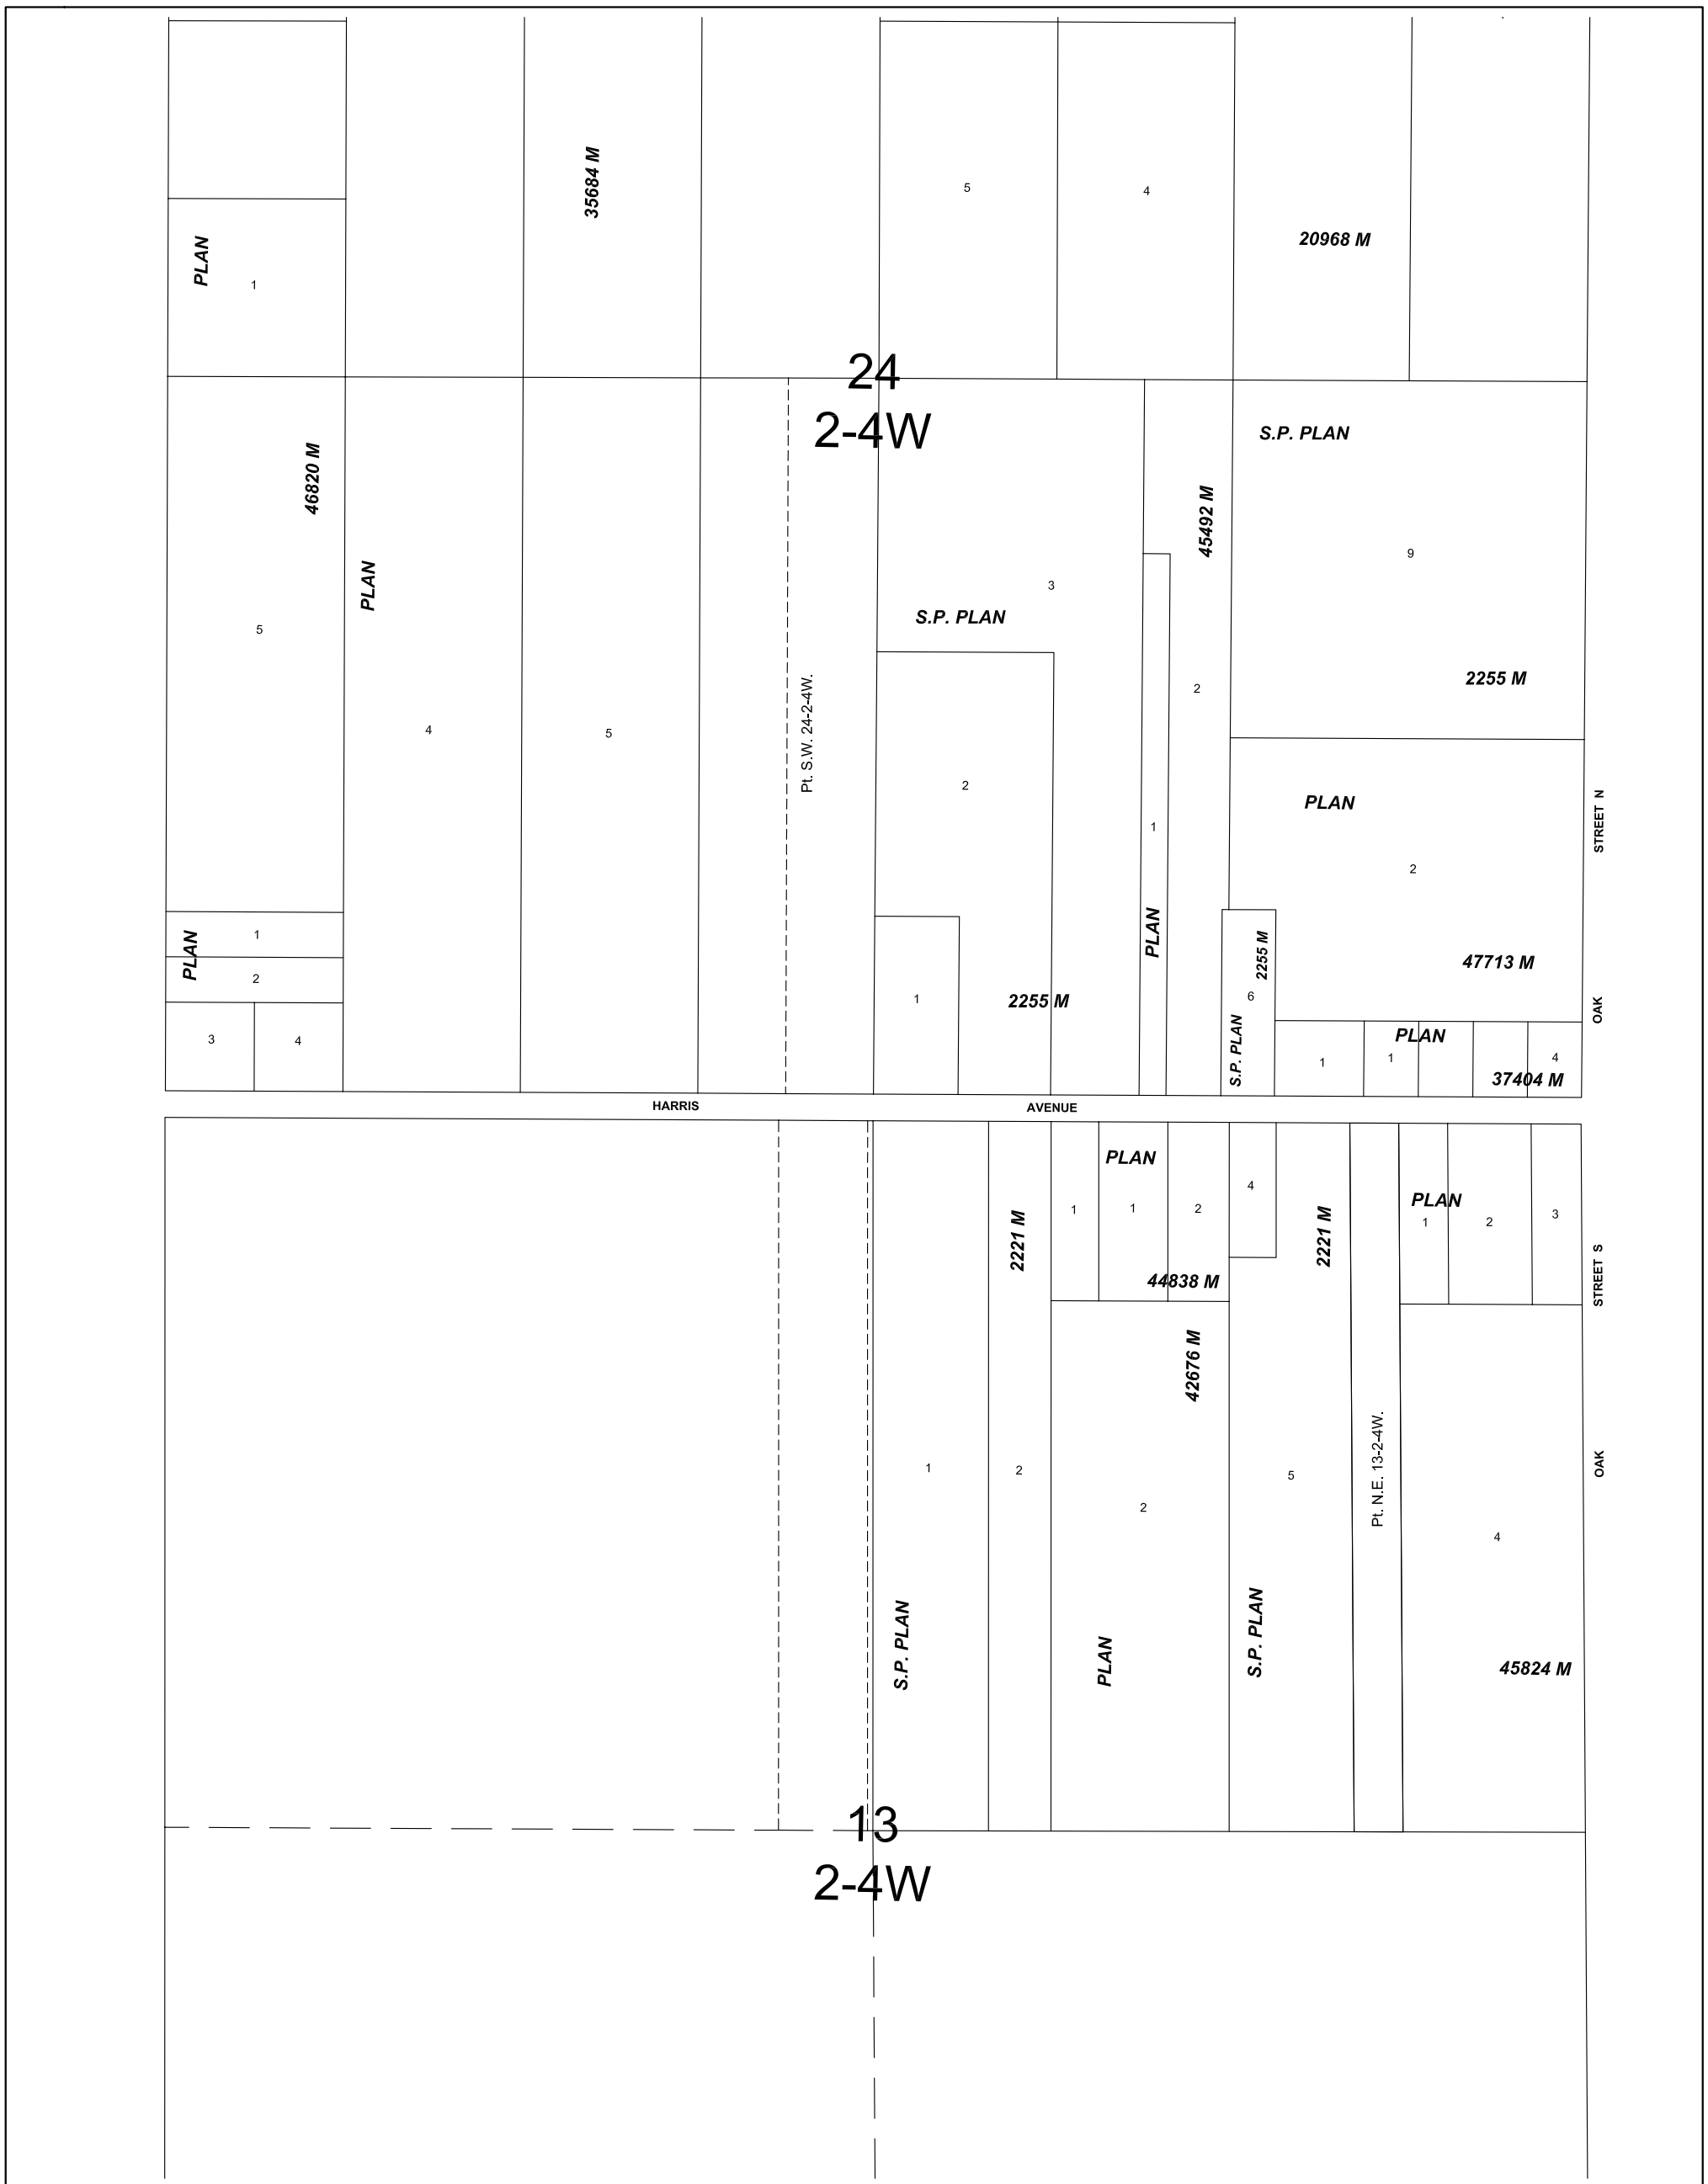 35684 M
5
4
20968 M
PLAN
1
24
2-4W
46820 M
PLAN
5
4
5
Pt. S.W. 24-2-4W.
3
S.P. PLAN
45492 M
2
S.P. PLAN
9
2255 M
2
1
PLAN
PLAN
2
47713 M
STREET N
OAK
PLAN
1
2
3
4
1
2255 M
2255 M
6
S.P. PLAN
PLAN
1
1
4
37404 M
HARRIS
AVENUE
PLAN
1
1
2
44838 M
4
2221 M
2221 M
PLAN
1
2
3
STREET S
OAK
42676 M
1
2
2
5
Pt. N.E. 13-2-4W.
4
S.P. PLAN
PLAN
S.P. PLAN
45824 M
13
2-4W